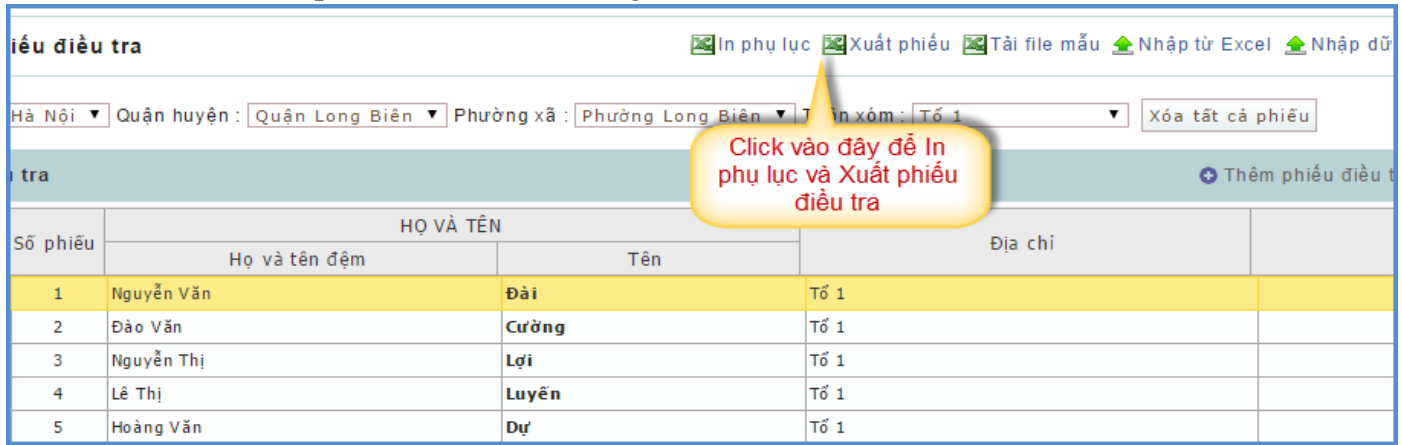 iếu điều tra In phụ lục Xuất phiếu Tải file mẫu Nhập từ Excel Nhập dữ
Hà Nội Quận huyện : Quận Long Biên Phường xã : Phường Long Biên n xóm : Tổ 1 Xóa tất cả phiếu
Click vào đây để In
phụ lục và Xuất phiếu
điều tra
tra Thêm phiếu điều t
Số phiếu HỌ VÀ TÊN Địa chỉ
Họ và tên đệm Tên
1 Nguyễn Văn Đài Tổ 1
2 Đào Văn Cường Tổ 1
3 Nguyễn Thị Lợi Tổ 1
4 Lê Thị Luyến Tổ 1
5 Hoàng Văn Dự Tổ 1